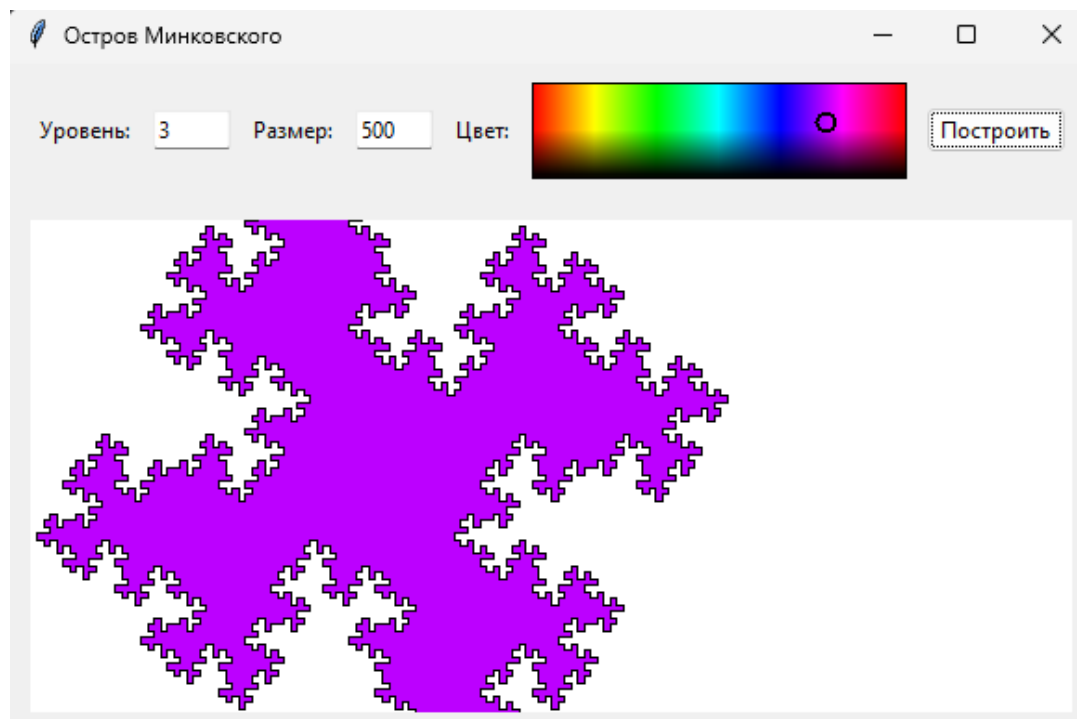 Остров Минковского
Уровень: 3 Размер: 500 Цвет: Построить